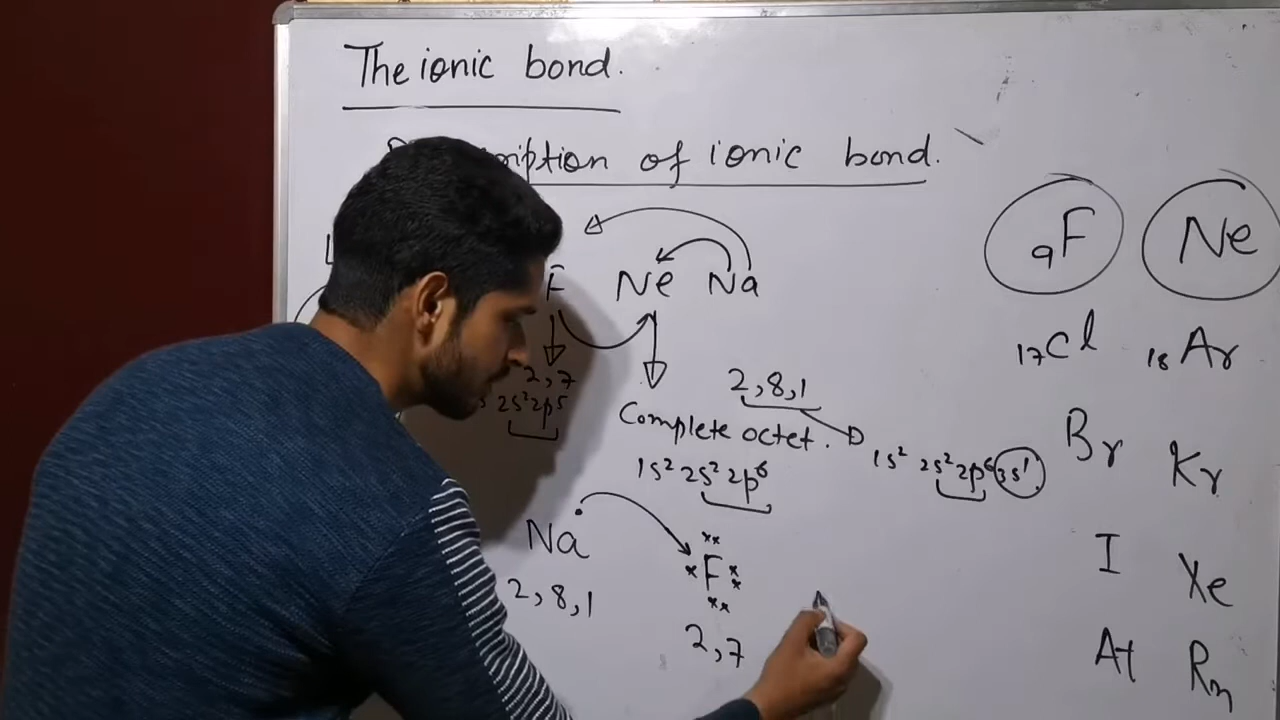 The ionic bond.
ription of ionic bond.
F Ne Na
2,7
2s² 2p⁵
2,8,1
Complete octet.
1s² 2s² 2p⁶
1s² 2s² 2p⁶ 3s¹
Na
2,8,1
F
2,7
₉F Ne
₁₇Cl ₁₈Ar
Br Kr
I Xe
At Rn